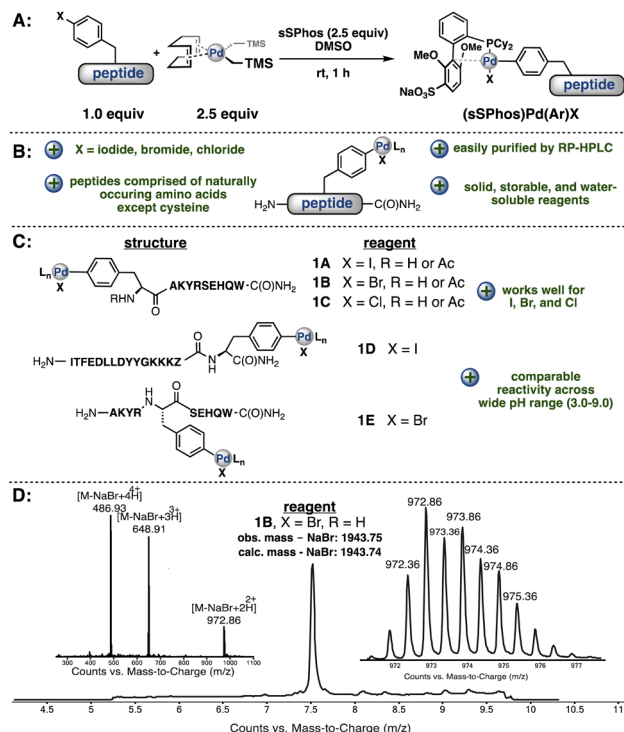 A:
X
peptide
1.0 equiv
+
Pd
TMS
TMS
2.5 equiv
sSPhos (2.5 equiv)
DMSO
rt, 1 h
MeO
OMe
PCy2
Pd
X
NaO3S
peptide
(sSPhos)Pd(Ar)X
B:
+ X = iodide, bromide, chloride
+ peptides comprised of naturally
occuring amino acids
except cysteine
Pd Ln
X
H2N peptide C(O)NH2
+ easily purified by RP-HPLC
+ solid, storable, and water-
soluble reagents
C:
structure
reagent
Ln Pd
X
RHN
O
AKYRSEHQW-C(O)NH2
1A X = I, R = H or Ac
1B X = Br, R = H or Ac
1C X = Cl, R = H or Ac
+ works well for
I, Br, and Cl
H2N— ITFEDLLDYYGKKKZ
O
N
H
C(O)NH2
Pd Ln
X
1D X = I
+ comparable
reactivity across
wide pH range (3.0-9.0)
H2N—AKYR
H
N
O
SEHQW-C(O)NH2
Pd Ln
X
1E X = Br
D:
[M-NaBr+4H]4+
486.93
[M-NaBr+3H]3+
648.91
[M-NaBr+2H]2+
972.86
300 400 500 600 700 800 900 1000 1100
Counts vs. Mass-to-Charge (m/z)
reagent
1B, X = Br, R = H
obs. mass – NaBr: 1943.75
calc. mass - NaBr: 1943.74
972.36
972.86
973.36
973.86
974.36
974.86
975.36
972 973 974 975 976 977
Counts vs. Mass-to-Charge (m/z)
4.5 5 5.5 6 6.5 7 7.5 8 8.5 9 9.5 10 10.5 11
Counts vs. Mass-to-Charge (m/z)